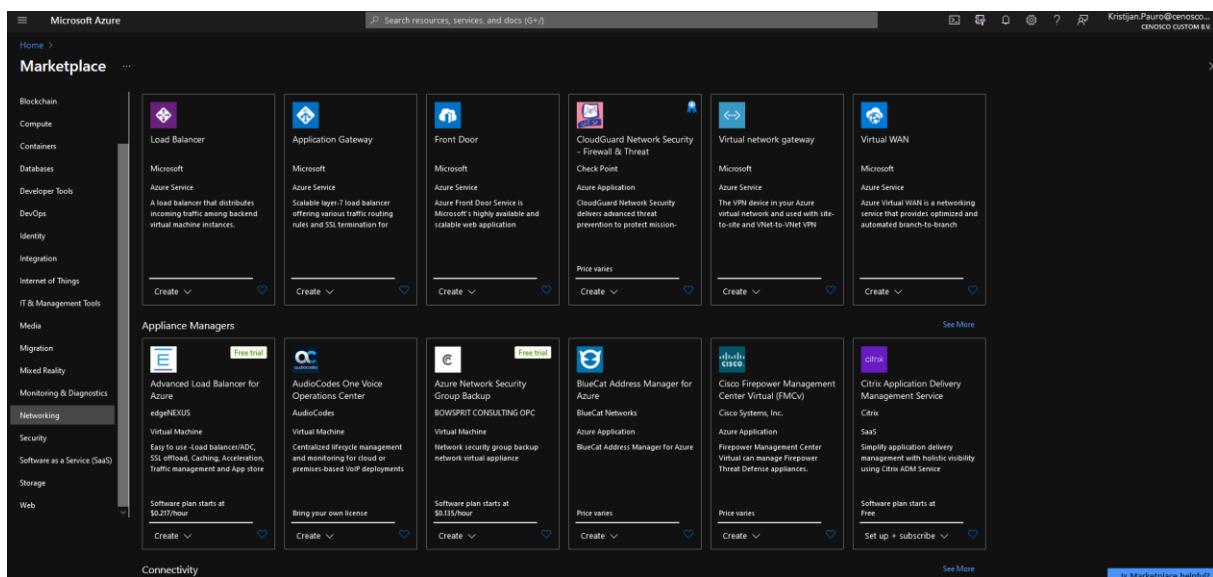 Microsoft Azure
Search resources, services, and docs (G+/)
Kristijan.Pauro@cenosco...
CENOSCO CUSTOM B.V.
Home >
Marketplace ...
Blockchain
Compute
Containers
Databases
Developer Tools
DevOps
Identity
Integration
Internet of Things
IT & Management Tools
Media
Migration
Mixed Reality
Monitoring & Diagnostics
Networking
Security
Software as a Service (SaaS)
Storage
Web
Load Balancer
Microsoft
Azure Service
A load balancer that distributes
incoming traffic among backend
virtual machine instances.
Create
Application Gateway
Microsoft
Azure Service
Scalable layer-7 load balancer
offering various traffic routing
rules and SSL termination for
Create
Front Door
Microsoft
Azure Service
Azure Front Door Service is
Microsoft's highly available and
scalable web application
Create
CloudGuard Network Security
- Firewall & Threat
Check Point
Azure Application
CloudGuard Network Security
delivers advanced threat
prevention to protect mission-
Price varies
Create
Virtual network gateway
Microsoft
Azure Service
The VPN device in your Azure
virtual network and used with site-
to-site and VNet-to-VNet VPN
Create
Virtual WAN
Microsoft
Azure Service
Azure Virtual WAN is a networking
service that provides optimized and
automated branch-to-branch
Create
Appliance Managers
See More
Free trial
Advanced Load Balancer for
Azure
edgeNEXUS
Virtual Machine
Easy to use -Load balancer/ADC,
SSL offload, Caching, Acceleration,
Traffic management and App store
Software plan starts at
$0.217/hour
Create
audiocodes
AudioCodes One Voice
Operations Center
AudioCodes
Virtual Machine
Centralized lifecycle management
and monitoring for cloud or
premises-based VoIP deployments
Bring your own license
Create
Free trial
Azure Network Security
Group Backup
BOWSPRIT CONSULTING OPC
Virtual Machine
Network security group backup
network virtual appliance
Software plan starts at
$0.135/hour
Create
BlueCat Address Manager for
Azure
BlueCat Networks
Azure Application
BlueCat Address Manager for Azure
Price varies
Create
CISCO
Cisco Firepower Management
Center Virtual (FMCv)
Cisco Systems, Inc.
Azure Application
Firepower Management Center
Virtual can manage Firepower
Threat Defense appliances.
Price varies
Create
citrix
Citrix Application Delivery
Management Service
Citrix
SaaS
Simplify application delivery
management with holistic visibility
using Citrix ADM Service
Software plan starts at
Free
Set up + subscribe
Connectivity
See More
Is Marketplace helpful?